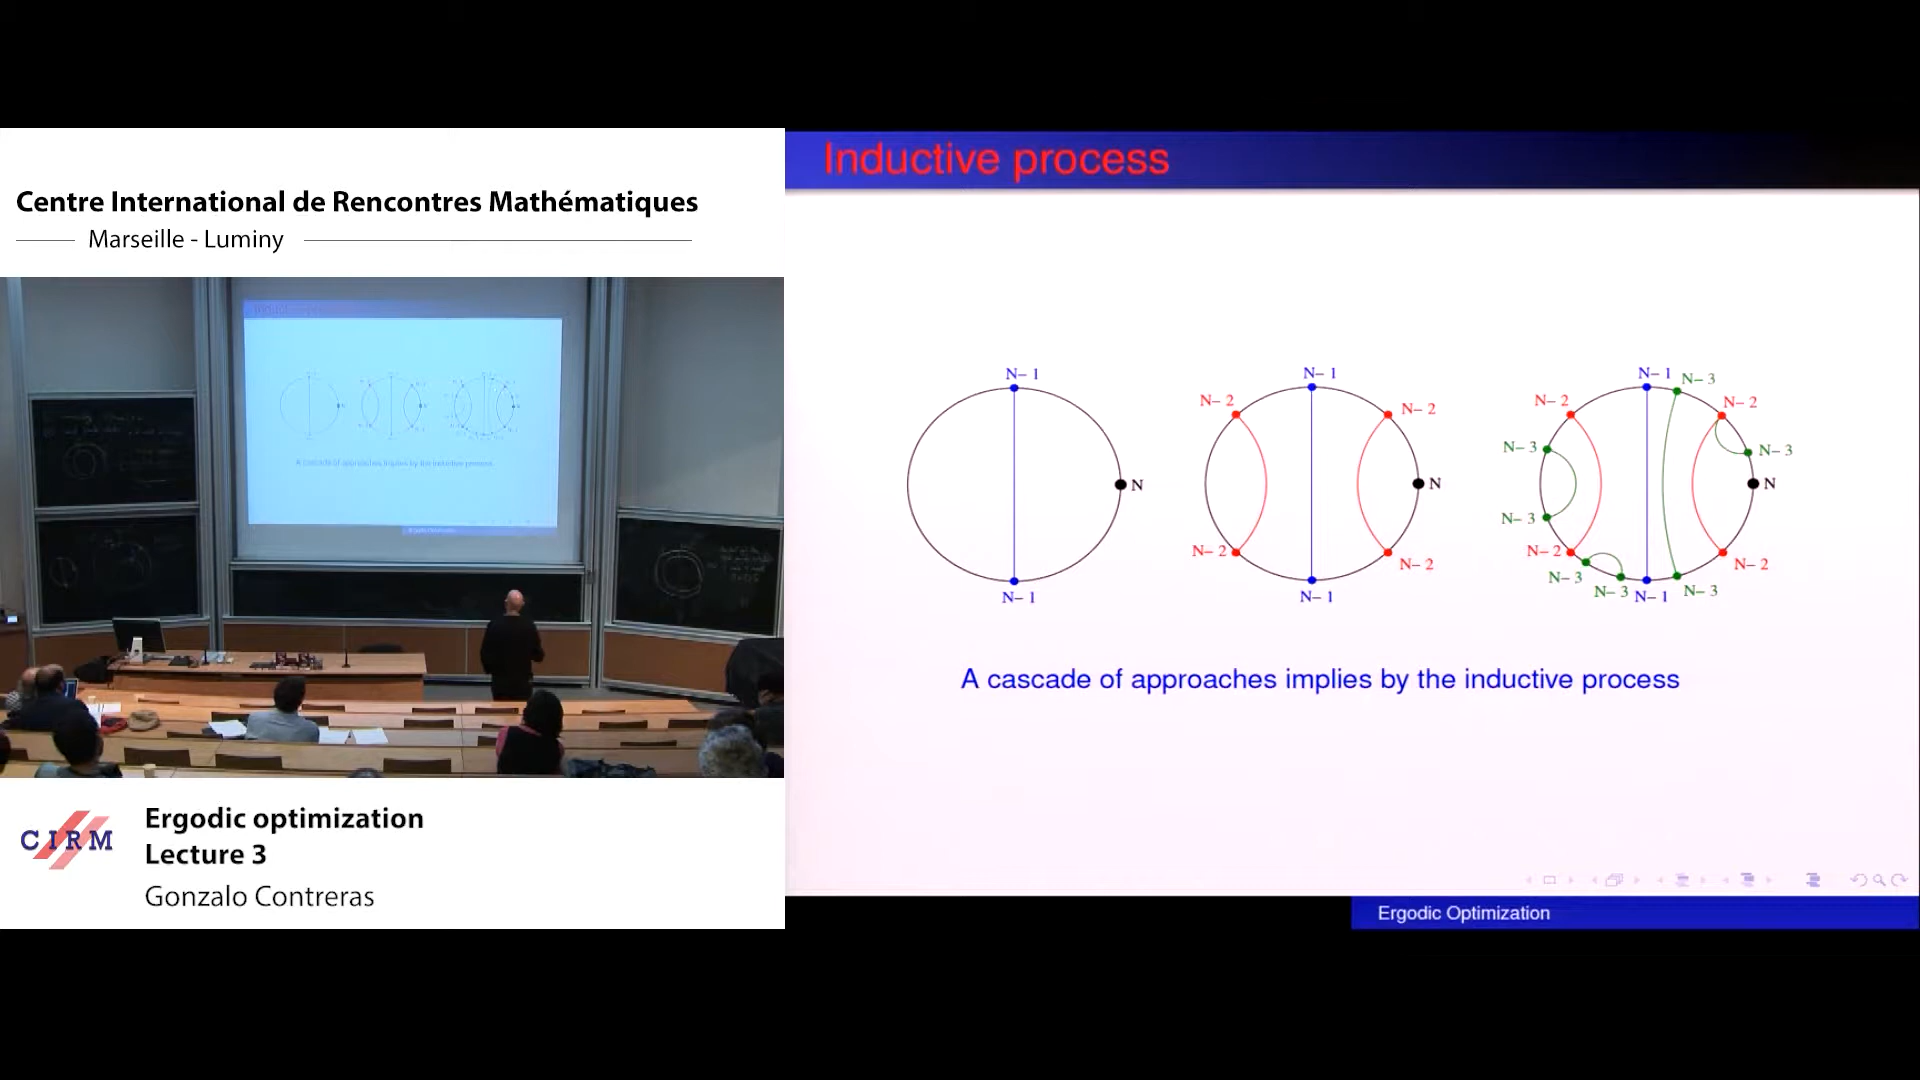 Centre International de Rencontres Mathématiques
Marseille - Luminy
CIRM
Ergodic optimization
Lecture 3
Gonzalo Contreras
Inductive process
N– 1
N
N– 1
N– 1
N– 2
N– 2
N
N– 2
N– 2
N– 1
N– 1
N– 3
N– 2
N– 2
N– 3
N– 3
N
N– 3
N– 2
N– 2
N– 3
N– 3
N– 1
N– 3
A cascade of approaches implies by the inductive process
Ergodic Optimization